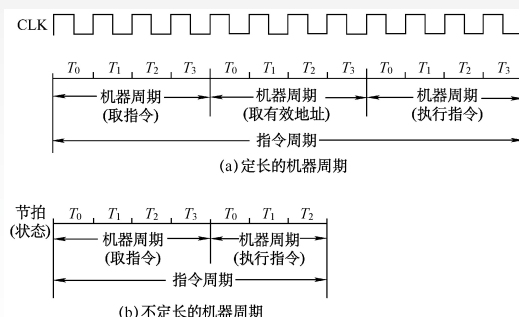 CLK
T0 T1 T2 T3 T0 T1 T2 T3 T0 T1 T2 T3
机器周期 机器周期 机器周期
(取指令) (取有效地址) (执行指令)
指令周期
(a)定长的机器周期
节拍 T0 T1 T2 T3 T0 T1 T2
(状态)
机器周期 机器周期
(取指令) (执行指令)
指令周期
(b)不定长的机器周期